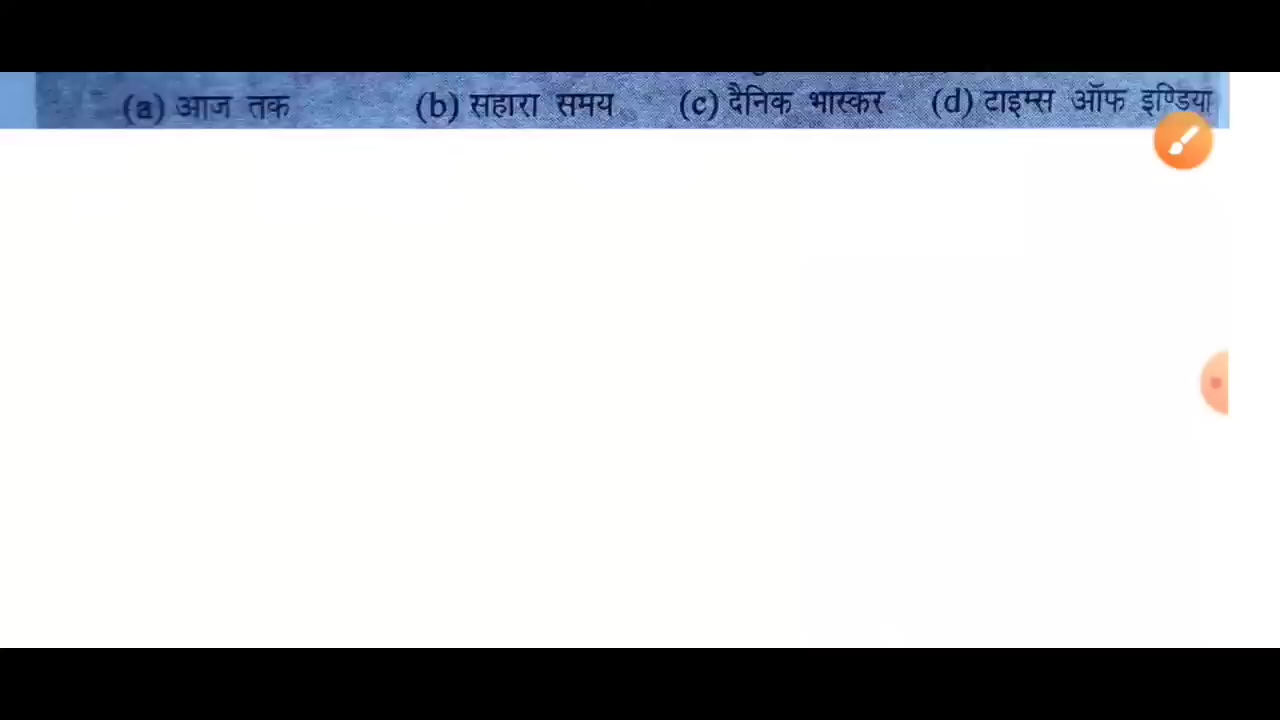 (a) आज तक (b) सहारा समय (c) दैनिक भास्कर (d) टाइम्स ऑफ इण्डिया